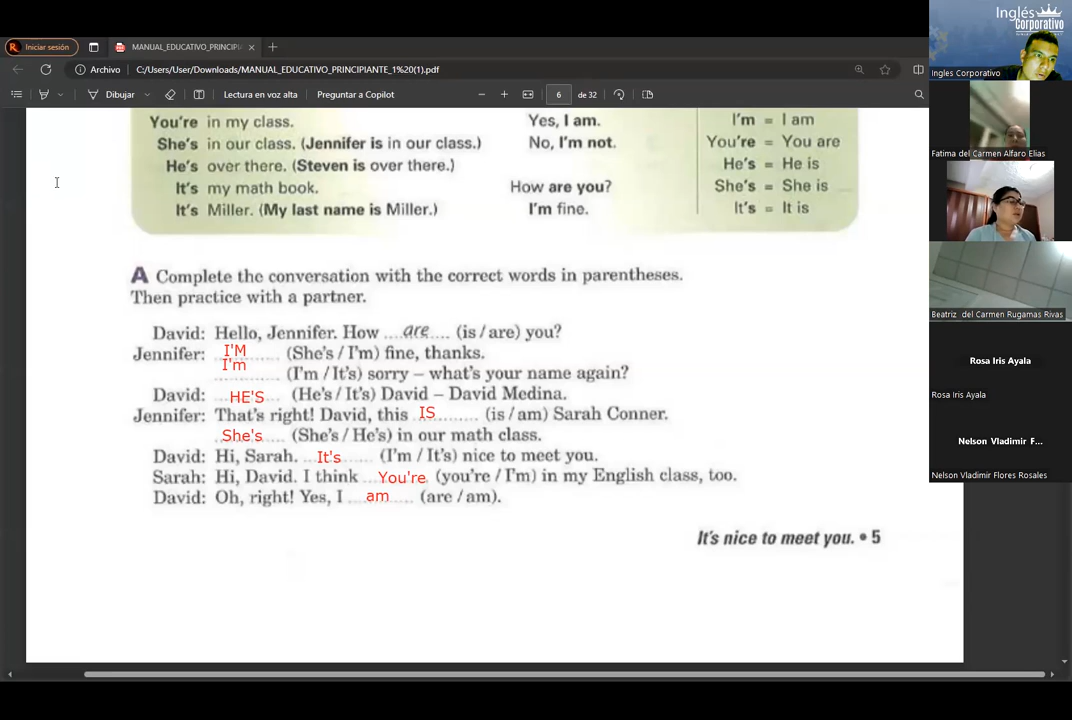 Iniciar sesión
MANUAL_EDUCATIVO_PRINCIPI
Archivo C:/Users/User/Downloads/MANUAL_EDUCATIVO_PRINCIPIANTE_1%20(1).pdf
Dibujar Lectura en voz alta Preguntar a Copilot 6 de 32
You're in my class. Yes, I am. I'm = I am
She's in our class. (Jennifer is in our class.) No, I'm not. You're = You are
He's over there. (Steven is over there.) He's = He is
It's my math book. How are you? She's = She is
It's Miller. (My last name is Miller.) I'm fine. It's = It is
A Complete the conversation with the correct words in parentheses.
Then practice with a partner.
David: Hello, Jennifer. How ....are.... (is / are) you?
Jennifer: I'M (She's / I'm) fine, thanks.
I'm (I'm / It's) sorry – what's your name again?
David: HE'S (He's / It's) David – David Medina.
Jennifer: That's right! David, this IS (is / am) Sarah Conner.
She's (She's / He's) in our math class.
David: Hi, Sarah. It's (I'm / It's) nice to meet you.
Sarah: Hi, David. I think You're (you're / I'm) in my English class, too.
David: Oh, right! Yes, I am (are / am).
It's nice to meet you. • 5
Inglés
Corporativo
Ingles Corporativo
Fatima del Carmen Alfaro Elias
Beatriz del Carmen Rugamas Rivas
Rosa Iris Ayala
Rosa Iris Ayala
Nelson Vladimir F...
Nelson Vladimir Flores Rosales